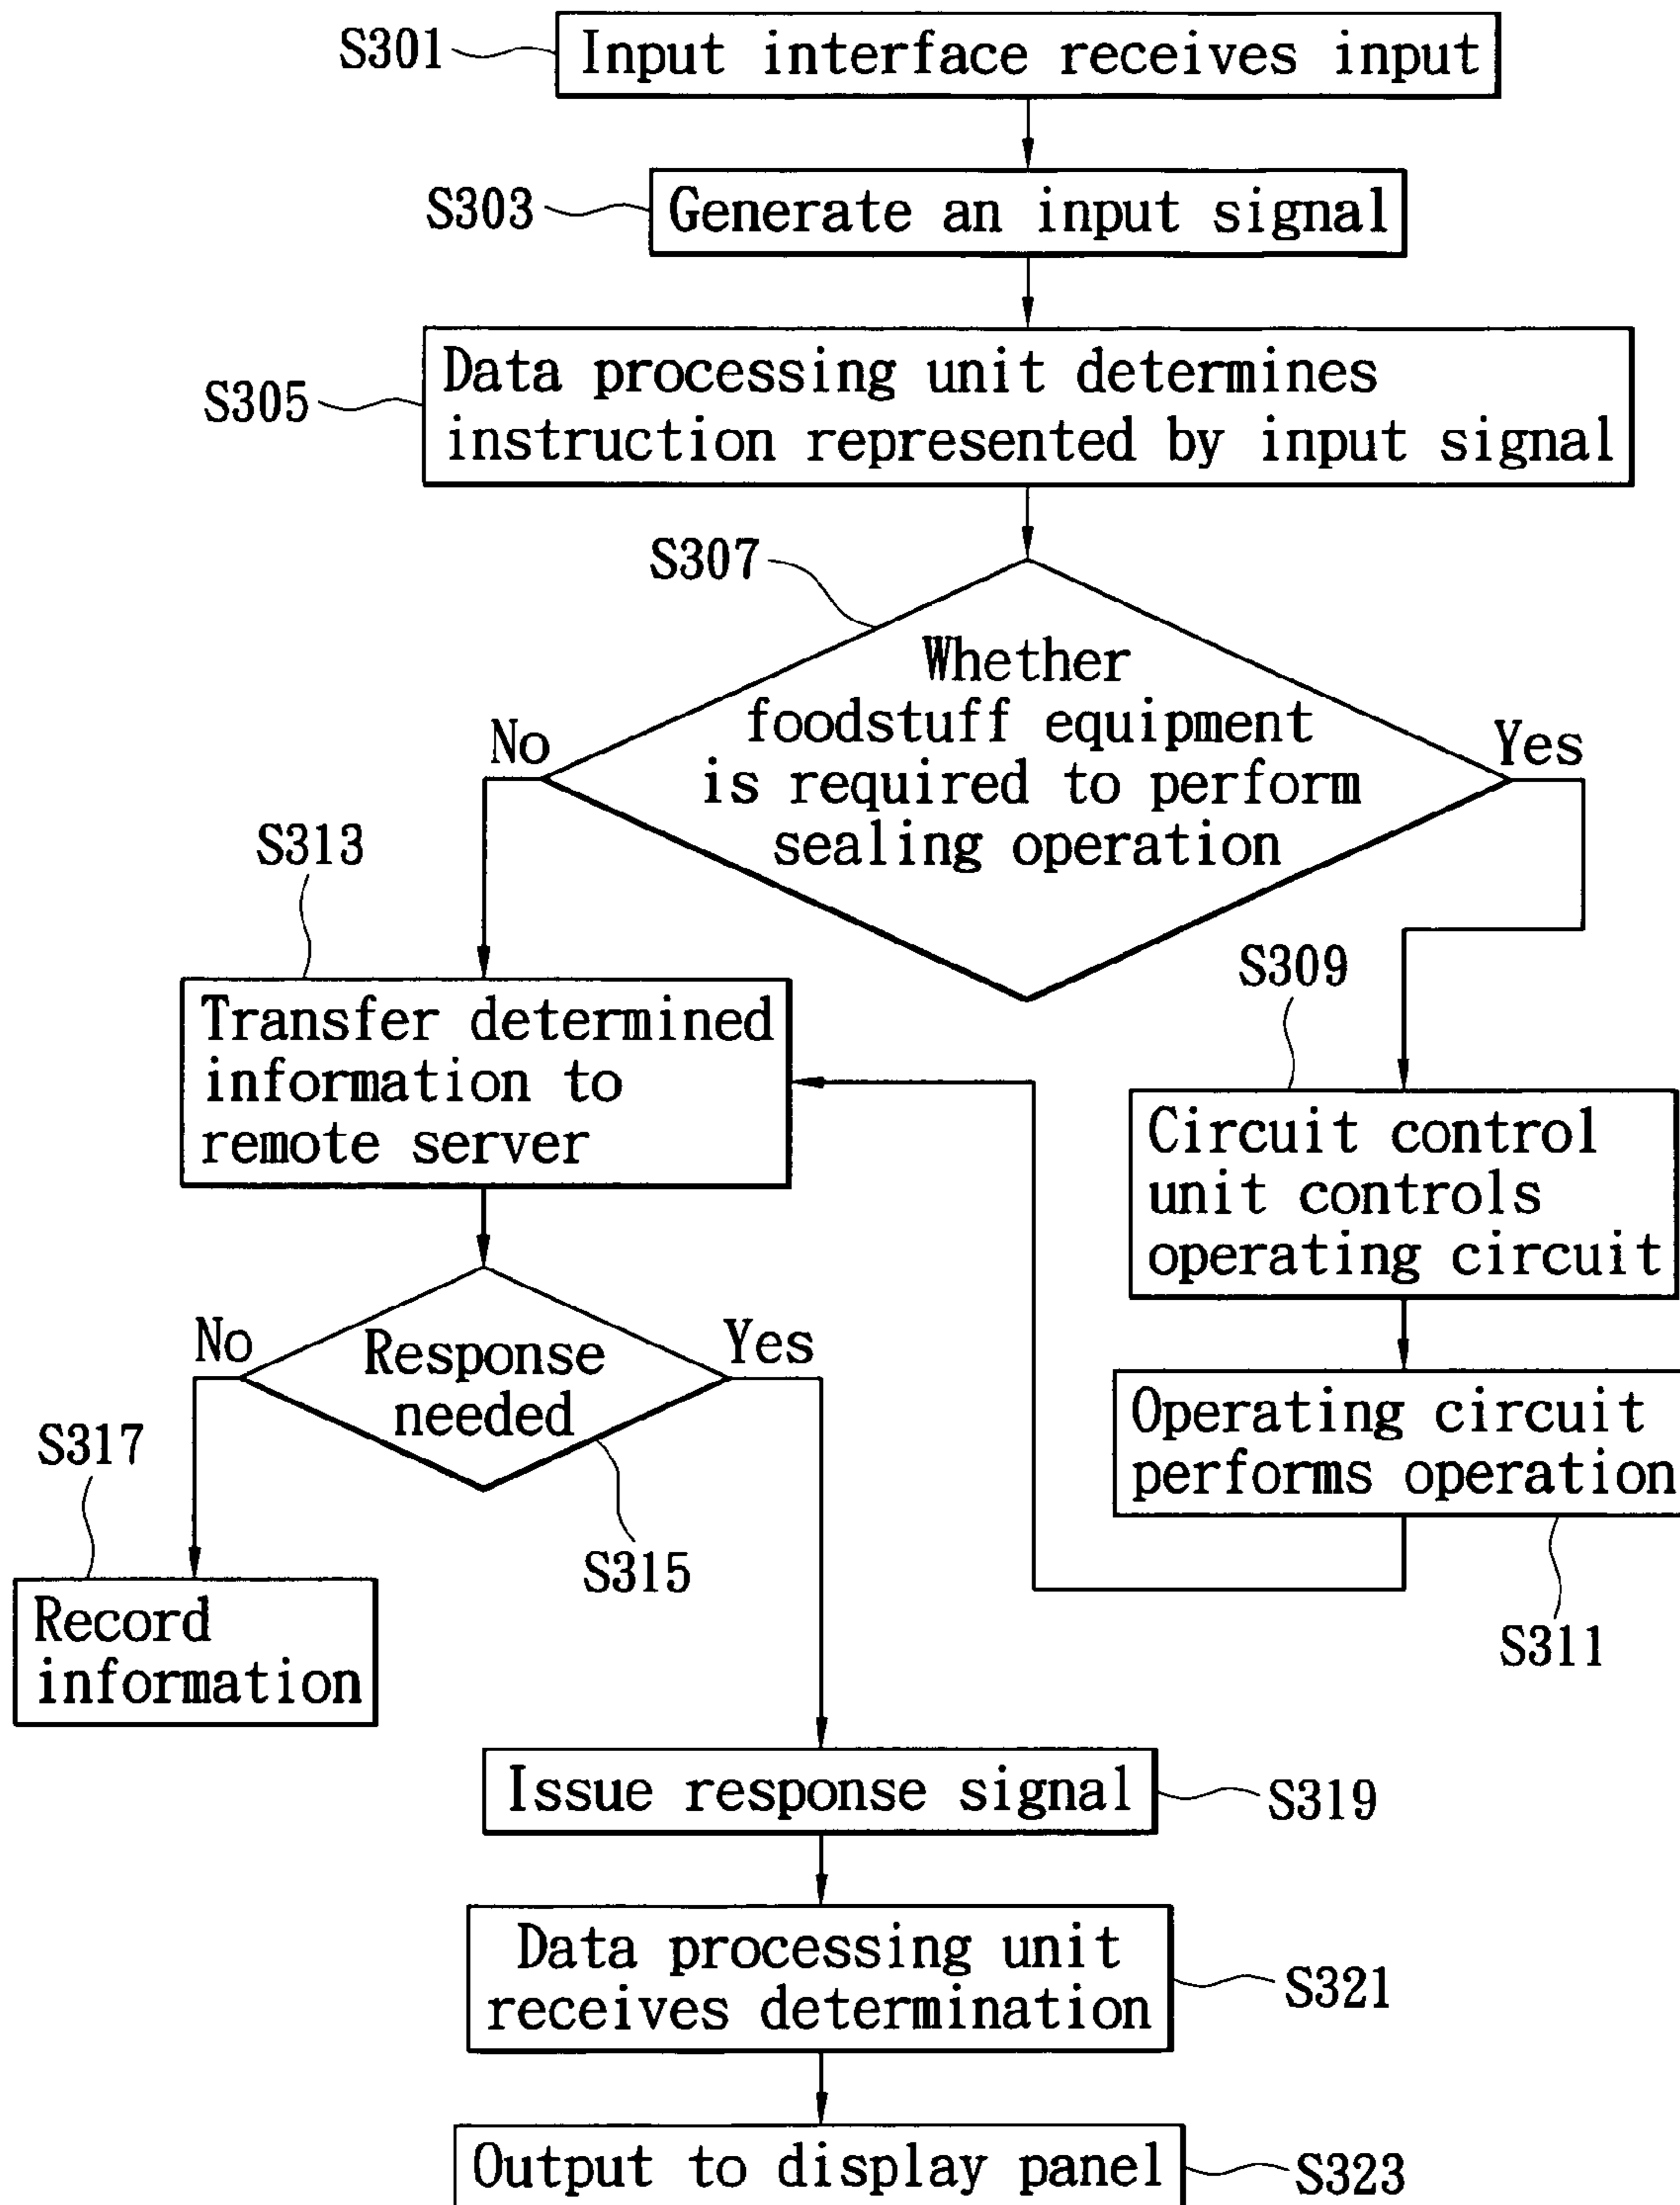 S301
Input interface receives input
S303
Generate an input signal
S305
Data processing unit determines
instruction represented by input signal
S307
Whether
foodstuff equipment
is required to perform
sealing operation
No
Yes
S313
Transfer determined
information to
remote server
S309
Circuit control
unit controls
operating circuit
No
Response
needed
Yes
Operating circuit
performs operation
S317
S315
Record
information
S311
Issue response signal
S319
Data processing unit
receives determination
S321
Output to display panel
S323